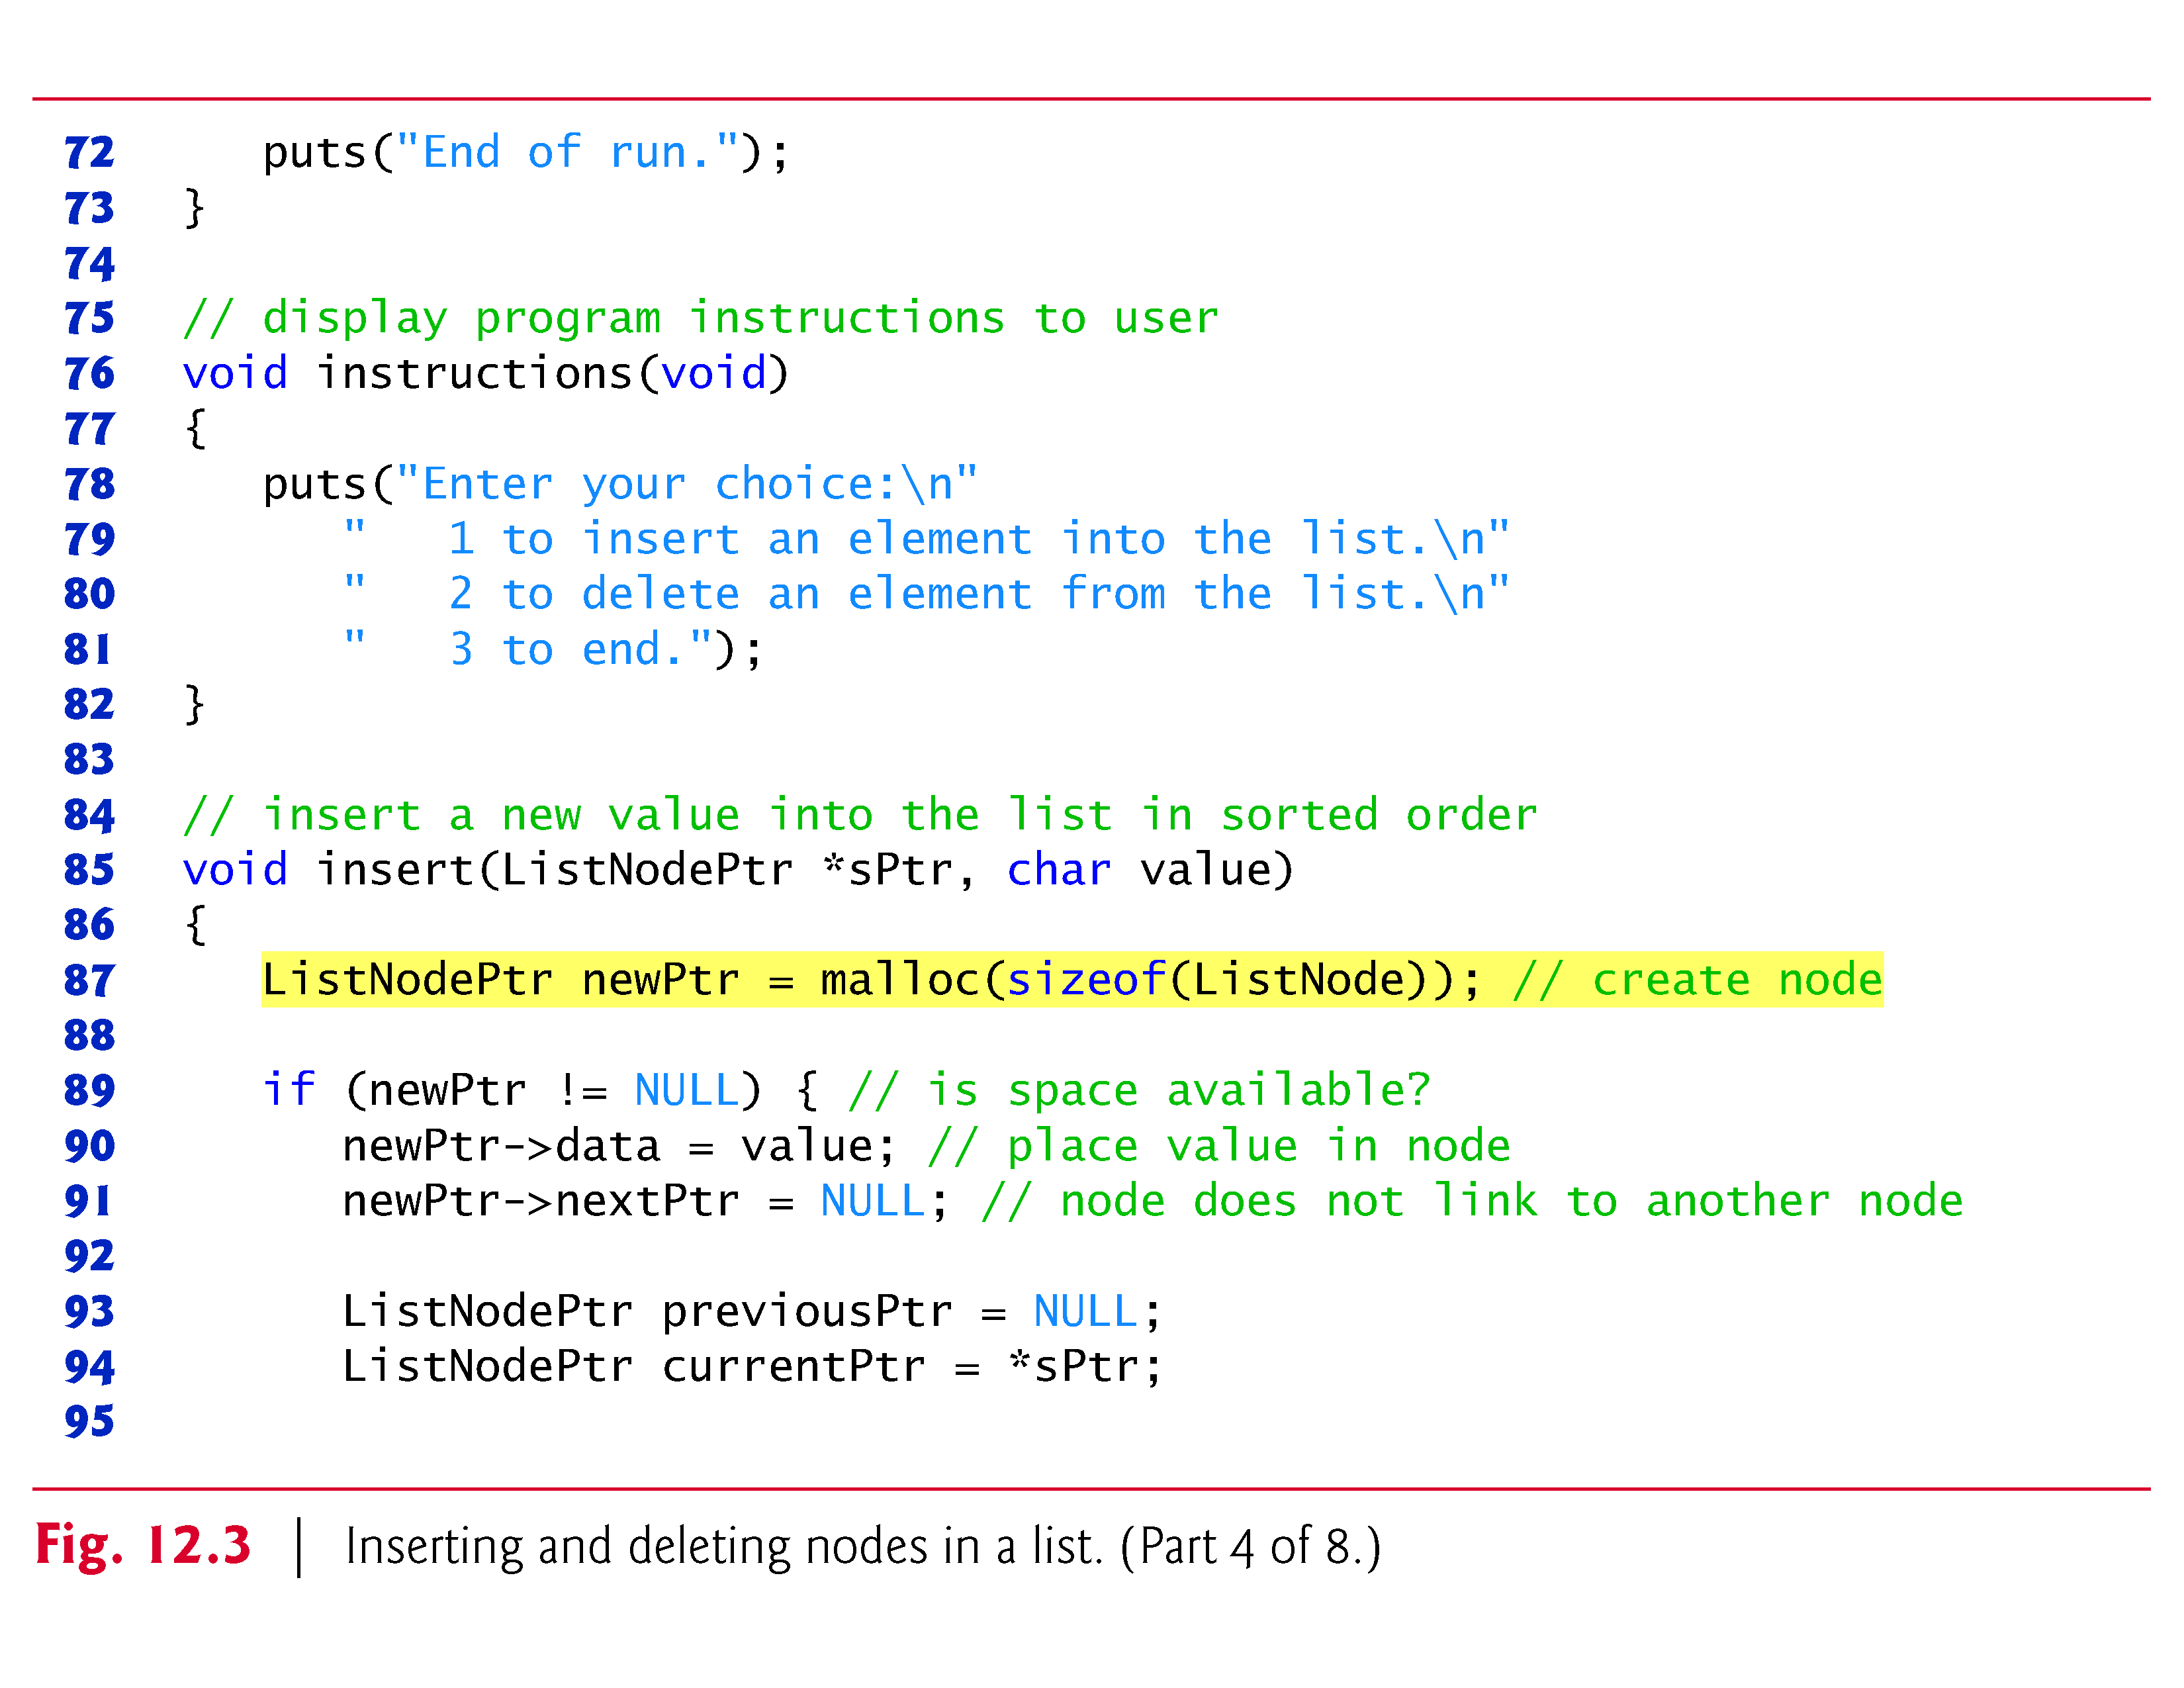 72 puts("End of run.");
73 }
74
75 // display program instructions to user
76 void instructions(void)
77 {
78 puts("Enter your choice:\n"
79 "   1 to insert an element into the list.\n"
80 "   2 to delete an element from the list.\n"
81 "   3 to end.");
82 }
83
84 // insert a new value into the list in sorted order
85 void insert(ListNodePtr *sPtr, char value)
86 {
87 ListNodePtr newPtr = malloc(sizeof(ListNode)); // create node
88
89 if (newPtr != NULL) { // is space available?
90 newPtr->data = value; // place value in node
91 newPtr->nextPtr = NULL; // node does not link to another node
92
93 ListNodePtr previousPtr = NULL;
94 ListNodePtr currentPtr = *sPtr;
95
Fig. 12.3 | Inserting and deleting nodes in a list. (Part 4 of 8.)